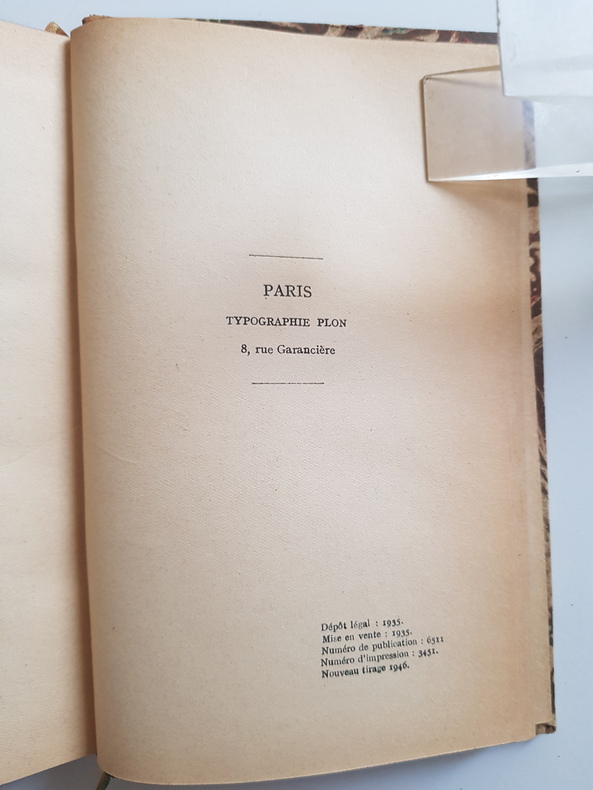 PARIS
TYPOGRAPHIE PLON
8, rue Garancière
Dépôt légal : 1935.
Mise en vente : 1935.
Numéro de publication : 6511
Numéro d'impression : 3451.
Nouveau tirage 1946.